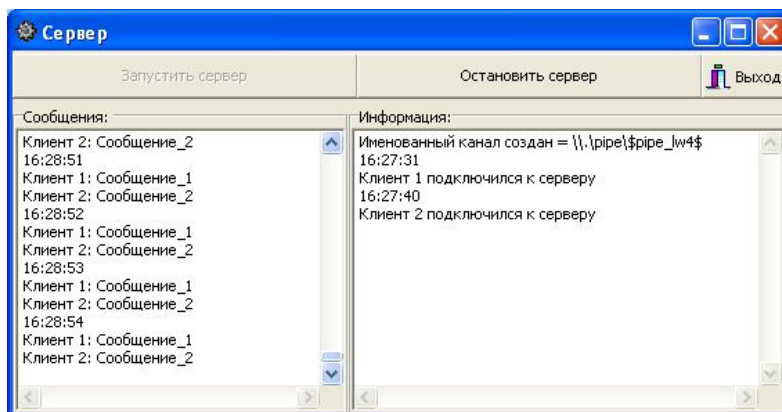 Сервер
Запустить сервер
Остановить сервер
Выход
Сообщения:
Клиент 2: Сообщение_2
16:28:51
Клиент 1: Сообщение_1
Клиент 2: Сообщение_2
16:28:52
Клиент 1: Сообщение_1
Клиент 2: Сообщение_2
16:28:53
Клиент 1: Сообщение_1
Клиент 2: Сообщение_2
16:28:54
Клиент 1: Сообщение_1
Клиент 2: Сообщение_2
Информация:
Именованный канал создан = \\.\pipe\$pipe_lw4$
16:27:31
Клиент 1 подключился к серверу
16:27:40
Клиент 2 подключился к серверу